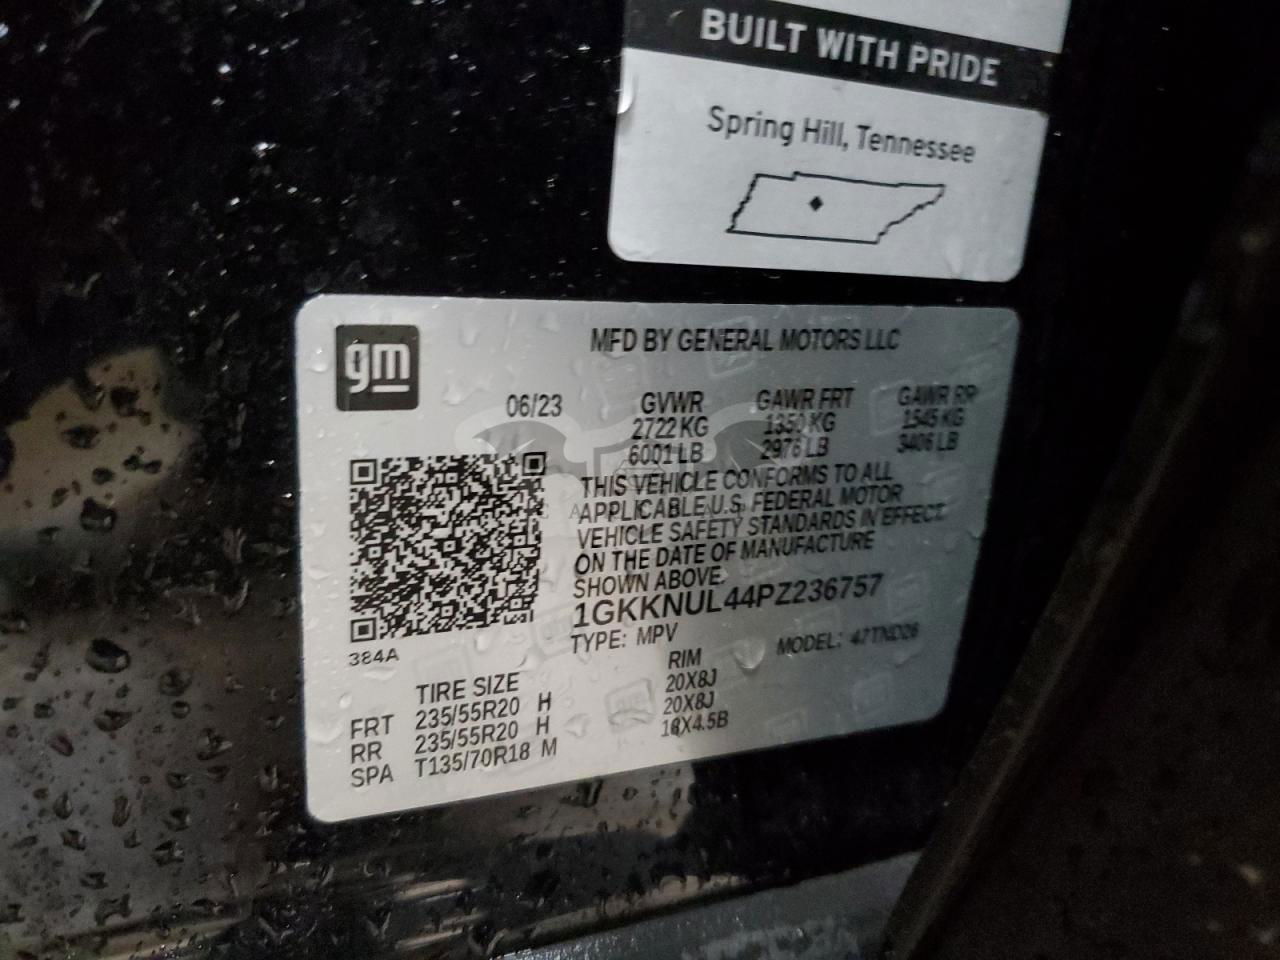 BUILT WITH PRIDE
Spring Hill, Tennessee
gm
MFD BY GENERAL MOTORS LLC
06/23 GVWR GAWR FRT GAWR RR
2722 KG 1350 KG 1545 KG
6001 LB 2976 LB 3406 LB
THIS VEHICLE CONFORMS TO ALL
APPLICABLE U.S. FEDERAL MOTOR
VEHICLE SAFETY STANDARDS IN EFFECT
ON THE DATE OF MANUFACTURE
SHOWN ABOVE.
1GKKNUL44PZ236757
TYPE: MPV MODEL:
384A
TIRE SIZE RIM
FRT 235/55R20 H 20X8J
RR 235/55R20 H 20X8J
SPA T135/70R18 M 18X4.5B